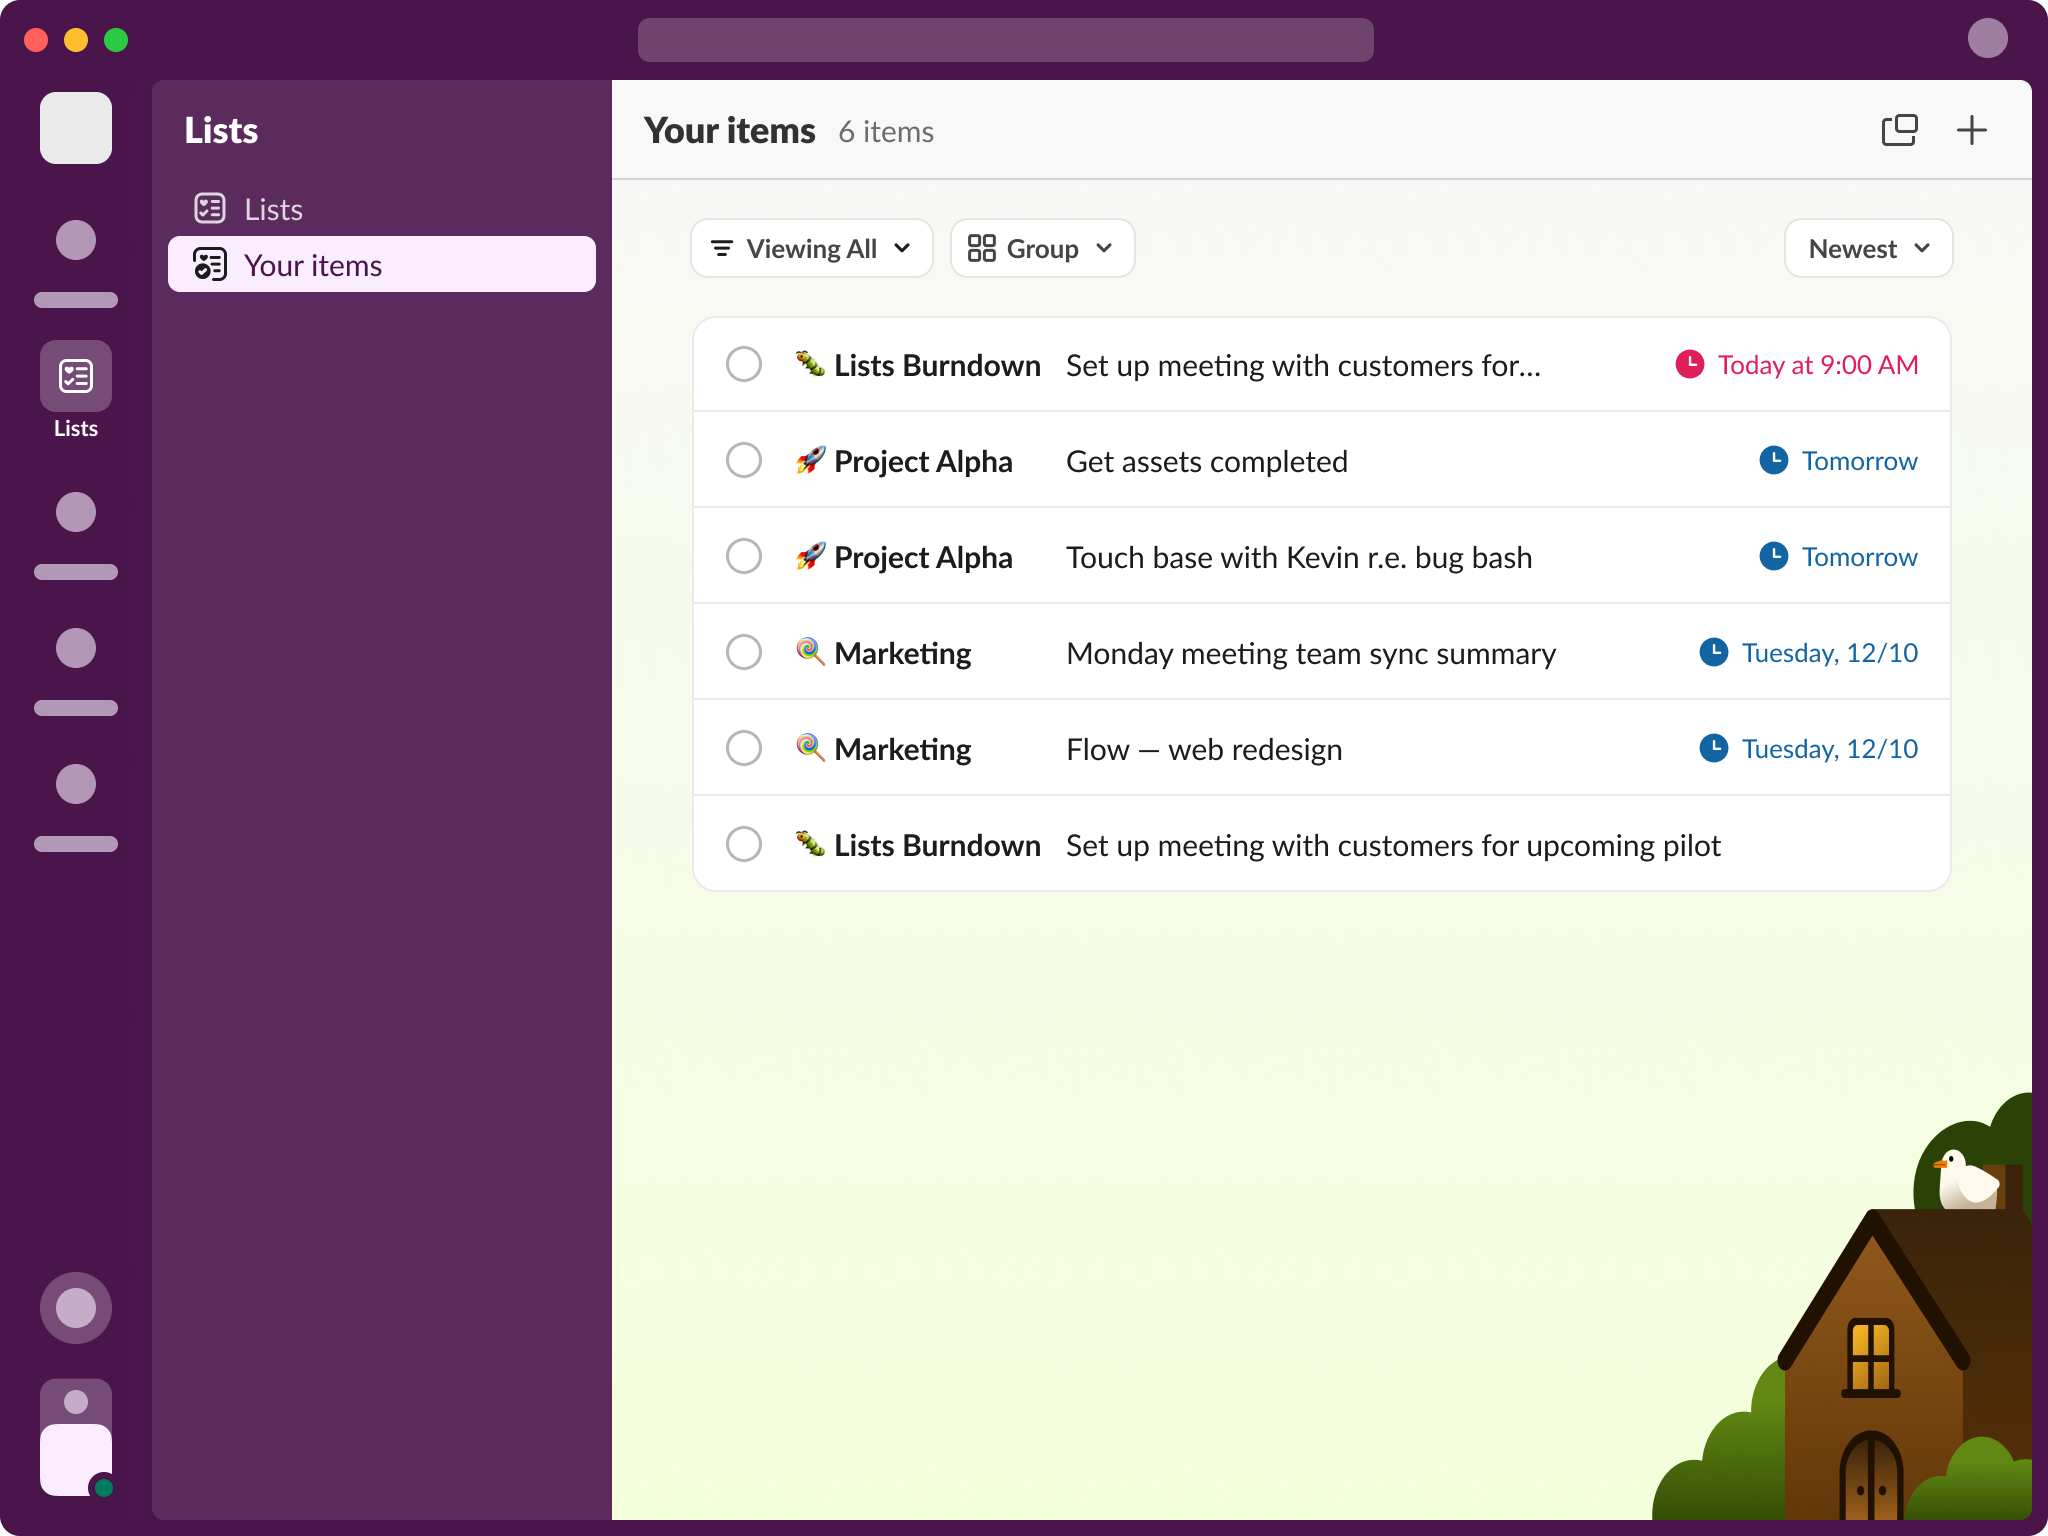 Lists
Lists
Your items
Lists
Your items 6 items
Viewing All Group Newest
Lists Burndown Set up meeting with customers for... Today at 9:00 AM
Project Alpha Get assets completed Tomorrow
Project Alpha Touch base with Kevin r.e. bug bash Tomorrow
Marketing Monday meeting team sync summary Tuesday, 12/10
Marketing Flow — web redesign Tuesday, 12/10
Lists Burndown Set up meeting with customers for upcoming pilot